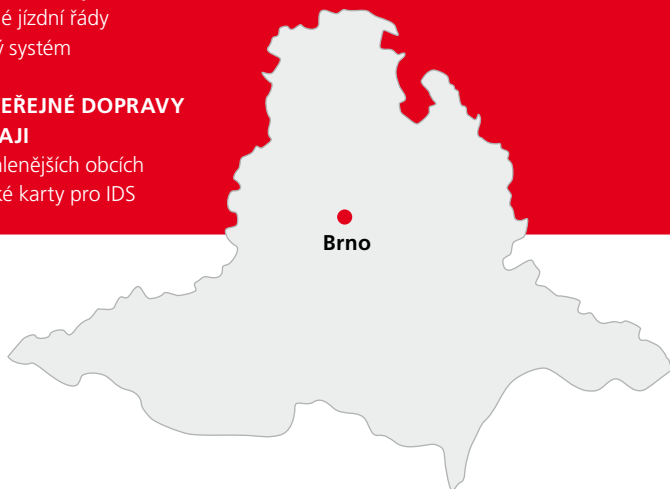 é jízdní řády
ý systém
EŘEJNÉ DOPRAVY
AJI
lenějších obcích
ké karty pro IDS
Brno